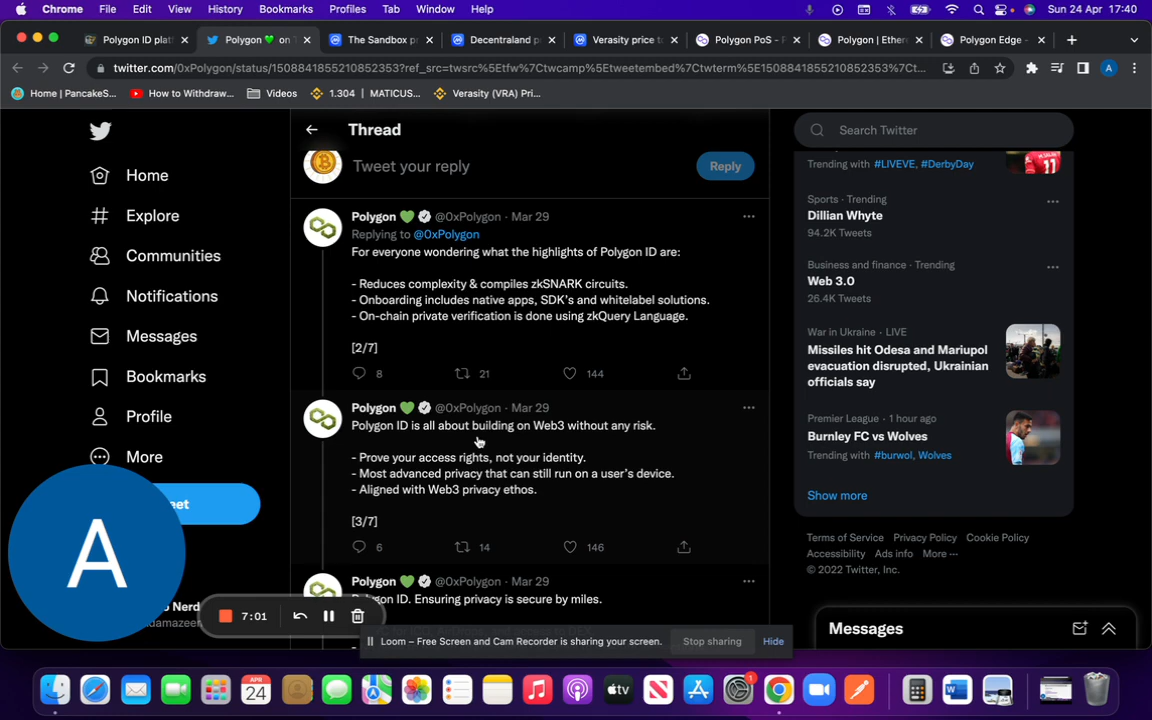 Chrome File Edit View History Bookmarks Profiles Tab Window Help Sun 24 Apr 17:40
Polygon ID plat Polygon 💚 on T The Sandbox pr Decentraland p Verasity price to Polygon PoS - P Polygon | Ether Polygon Edge -
twitter.com/0xPolygon/status/1508841855210852353?ref_src=twsrc%5Etfw%7Ctwcamp%5Etweetembed%7Ctwterm%5E1508841855210852353%7Ct...
A
Home | PancakeS... How to Withdraw... Videos 1.304 | MATICUS... Verasity (VRA) Pri...
Thread
Search Twitter
Tweet your reply
Reply
Home
Explore
Communities
Notifications
Messages
Bookmarks
Profile
More
eet
A
Nerd
damazeer
Polygon 💚 @0xPolygon · Mar 29
Replying to @0xPolygon
For everyone wondering what the highlights of Polygon ID are:
- Reduces complexity & compiles zkSNARK circuits.
- Onboarding includes native apps, SDK's and whitelabel solutions.
- On-chain private verification is done using zkQuery Language.
[2/7]
8 21 144
Polygon 💚 @0xPolygon · Mar 29
Polygon ID is all about building on Web3 without any risk.
- Prove your access rights, not your identity.
- Most advanced privacy that can still run on a user's device.
- Aligned with Web3 privacy ethos.
[3/7]
6 14 146
Polygon 💚 @0xPolygon · Mar 29
Polygon ID. Ensuring privacy is secure by miles.
7:01
Loom – Free Screen and Cam Recorder is sharing your screen. Stop sharing Hide
Trending with #LIVEVE, #DerbyDay
Sports · Trending
Dillian Whyte
94.2K Tweets
Business and finance · Trending
Web 3.0
26.4K Tweets
War in Ukraine · LIVE
Missiles hit Odesa and Mariupol
evacuation disrupted, Ukrainian
officials say
Premier League · 1 hour ago
Burnley FC vs Wolves
Trending with #burwol, Wolves
Show more
Terms of Service Privacy Policy Cookie Policy
Accessibility Ads info More ···
© 2022 Twitter, Inc.
Messages
APR
24
tv
1